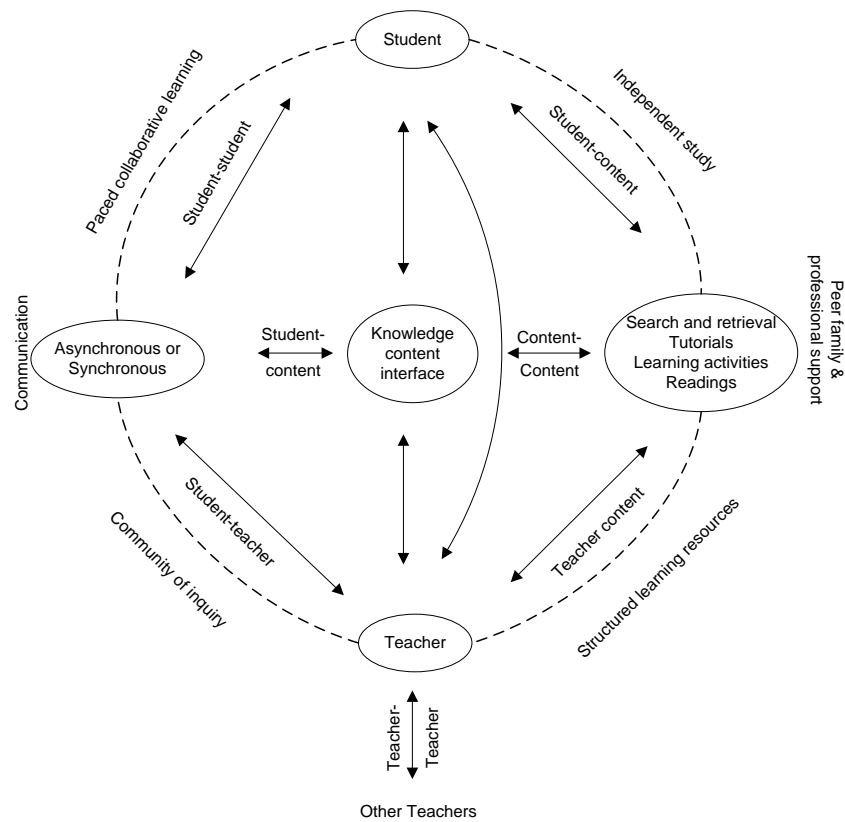 Student
Paced collaborative learning
Student-student
Student-content
Independent study
Communication
Asynchronous or
Synchronous
Student-
content
Knowledge
content
interface
Content-
Content
Search and retrieval
Tutorials
Learning activities
Readings
Peer family &
professional support
Community of inquiry
Student-teacher
Teacher content
Structured learning resources
Teacher
Teacher-
Teacher
Other Teachers